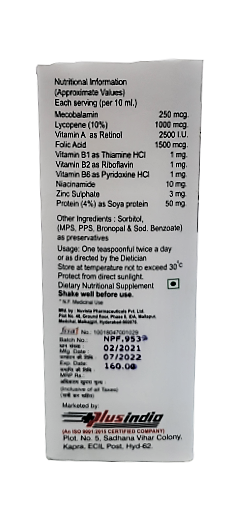 Nutritional Information
(Approximate Values)
Each serving (per 10 ml.)
Mecobalamin 250 mcg.
Lycopene (10%) 1000 mcg.
Vitamin A as Retinol 2500 I.U.
Folic Acid 1500 mcg.
Vitamin B1 as Thiamine HCl 1 mg.
Vitamin B2 as Riboflavin 1 mg.
Vitamin B6 as Pyridoxine HCl 1 mg.
Niacinamide 10 mg.
Zinc Sulphate 3 mg.
Protein (4%) as Soya protein 50 mg.
Other Ingredients : Sorbitol,
(MPS, PPS, Bronopal & Sod. Benzoate)
as preservatives
Usage: One teaspoonful twice a day
or as directed by the Dietician
Store at temperature not to exceed 30°C
Protect from direct sunlight.
Dietary Nutritional Supplement
Shake well before use.
Batch No.: NPF.9539
Mfg. Date : 02/2021
Exp. Date: 07/2022
MRP Rs. 160.00
(Inclusive of all Taxes)
Marketed by:
Plusindia
(An ISO 9001:2015 CERTIFIED COMPANY)
Plot. No. 5, Sadhana Vihar Colony,
Kapra, ECIL Post, Hyd-62.